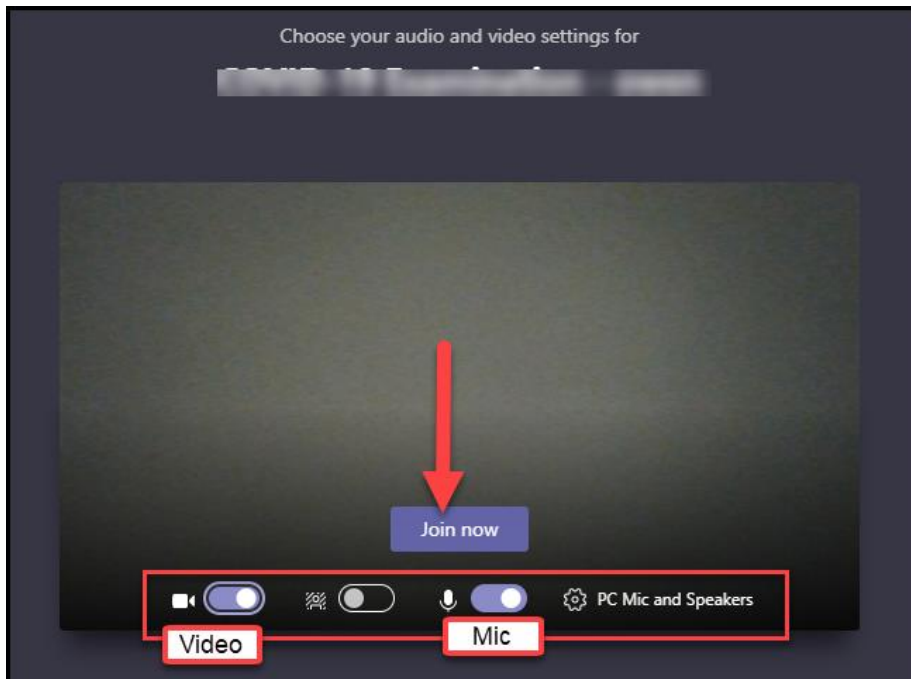 Choose your audio and video settings for
Join now
PC Mic and Speakers
Video
Mic